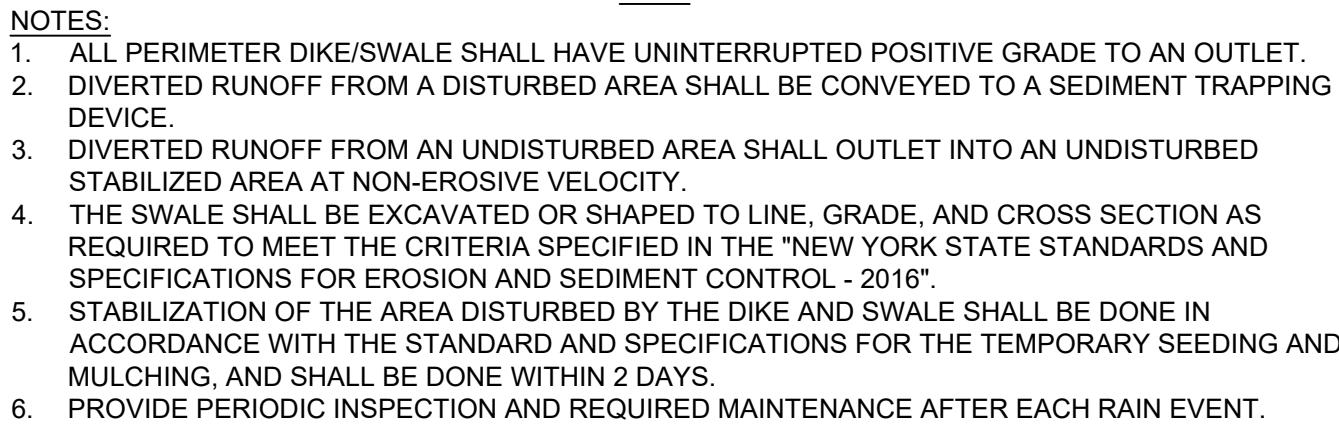 NOTES:
1. ALL PERIMETER DIKE/SWALE SHALL HAVE UNINTERRUPTED POSITIVE GRADE TO AN OUTLET.
2. DIVERTED RUNOFF FROM A DISTURBED AREA SHALL BE CONVEYED TO A SEDIMENT TRAPPING
DEVICE.
3. DIVERTED RUNOFF FROM AN UNDISTURBED AREA SHALL OUTLET INTO AN UNDISTURBED
STABILIZED AREA AT NON-EROSIVE VELOCITY.
4. THE SWALE SHALL BE EXCAVATED OR SHAPED TO LINE, GRADE, AND CROSS SECTION AS
REQUIRED TO MEET THE CRITERIA SPECIFIED IN THE "NEW YORK STATE STANDARDS AND
SPECIFICATIONS FOR EROSION AND SEDIMENT CONTROL - 2016".
5. STABILIZATION OF THE AREA DISTURBED BY THE DIKE AND SWALE SHALL BE DONE IN
ACCORDANCE WITH THE STANDARD AND SPECIFICATIONS FOR THE TEMPORARY SEEDING AND
MULCHING, AND SHALL BE DONE WITHIN 2 DAYS.
6. PROVIDE PERIODIC INSPECTION AND REQUIRED MAINTENANCE AFTER EACH RAIN EVENT.